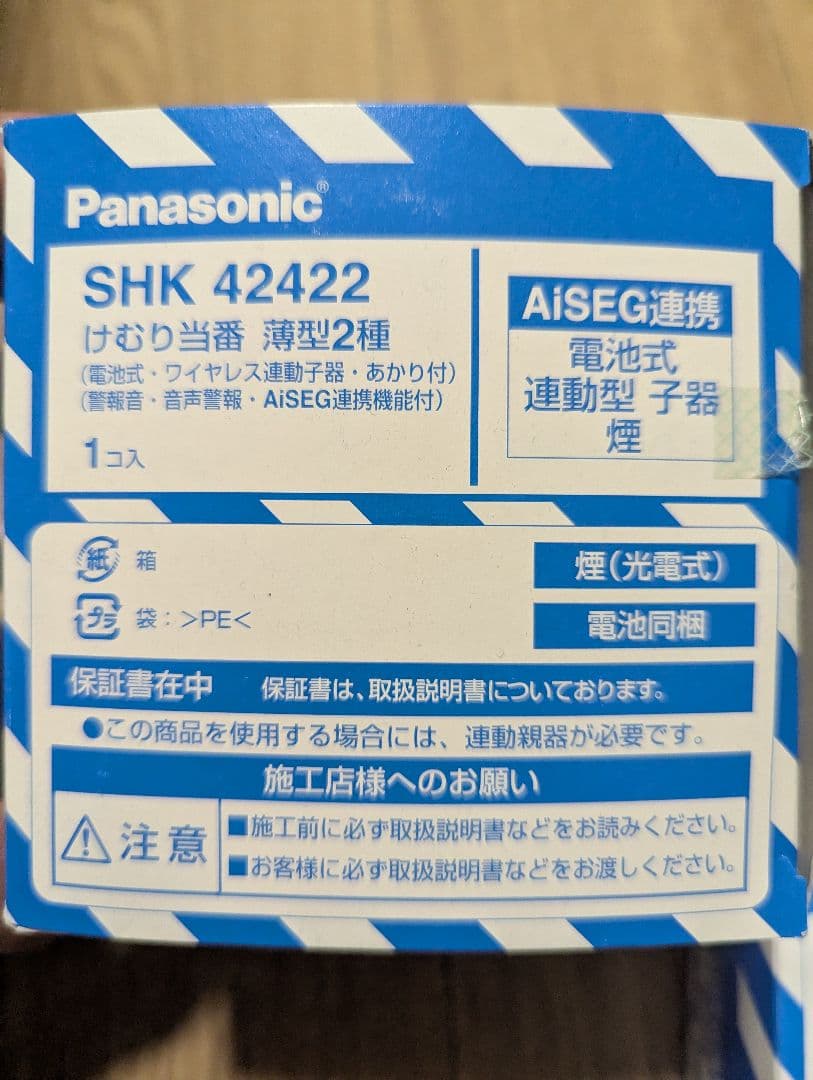 Panasonic®
SHK 42422
けむり当番 薄型2種
(電池式・ワイヤレス連動子器・あかり付)
(警報音・音声警報・AiSEG連携機能付)
1コ入
AiSEG連携
電池式
連動型 子器
煙
紙 箱
プラ 袋:>PE<
煙(光電式)
電池同梱
保証書在中 保証書は、取扱説明書についております。
●この商品を使用する場合には、連動親器が必要です。
施工店様へのお願い
注意
■施工前に必ず取扱説明書などをお読みください。
■お客様に必ず取扱説明書などをお渡しください。